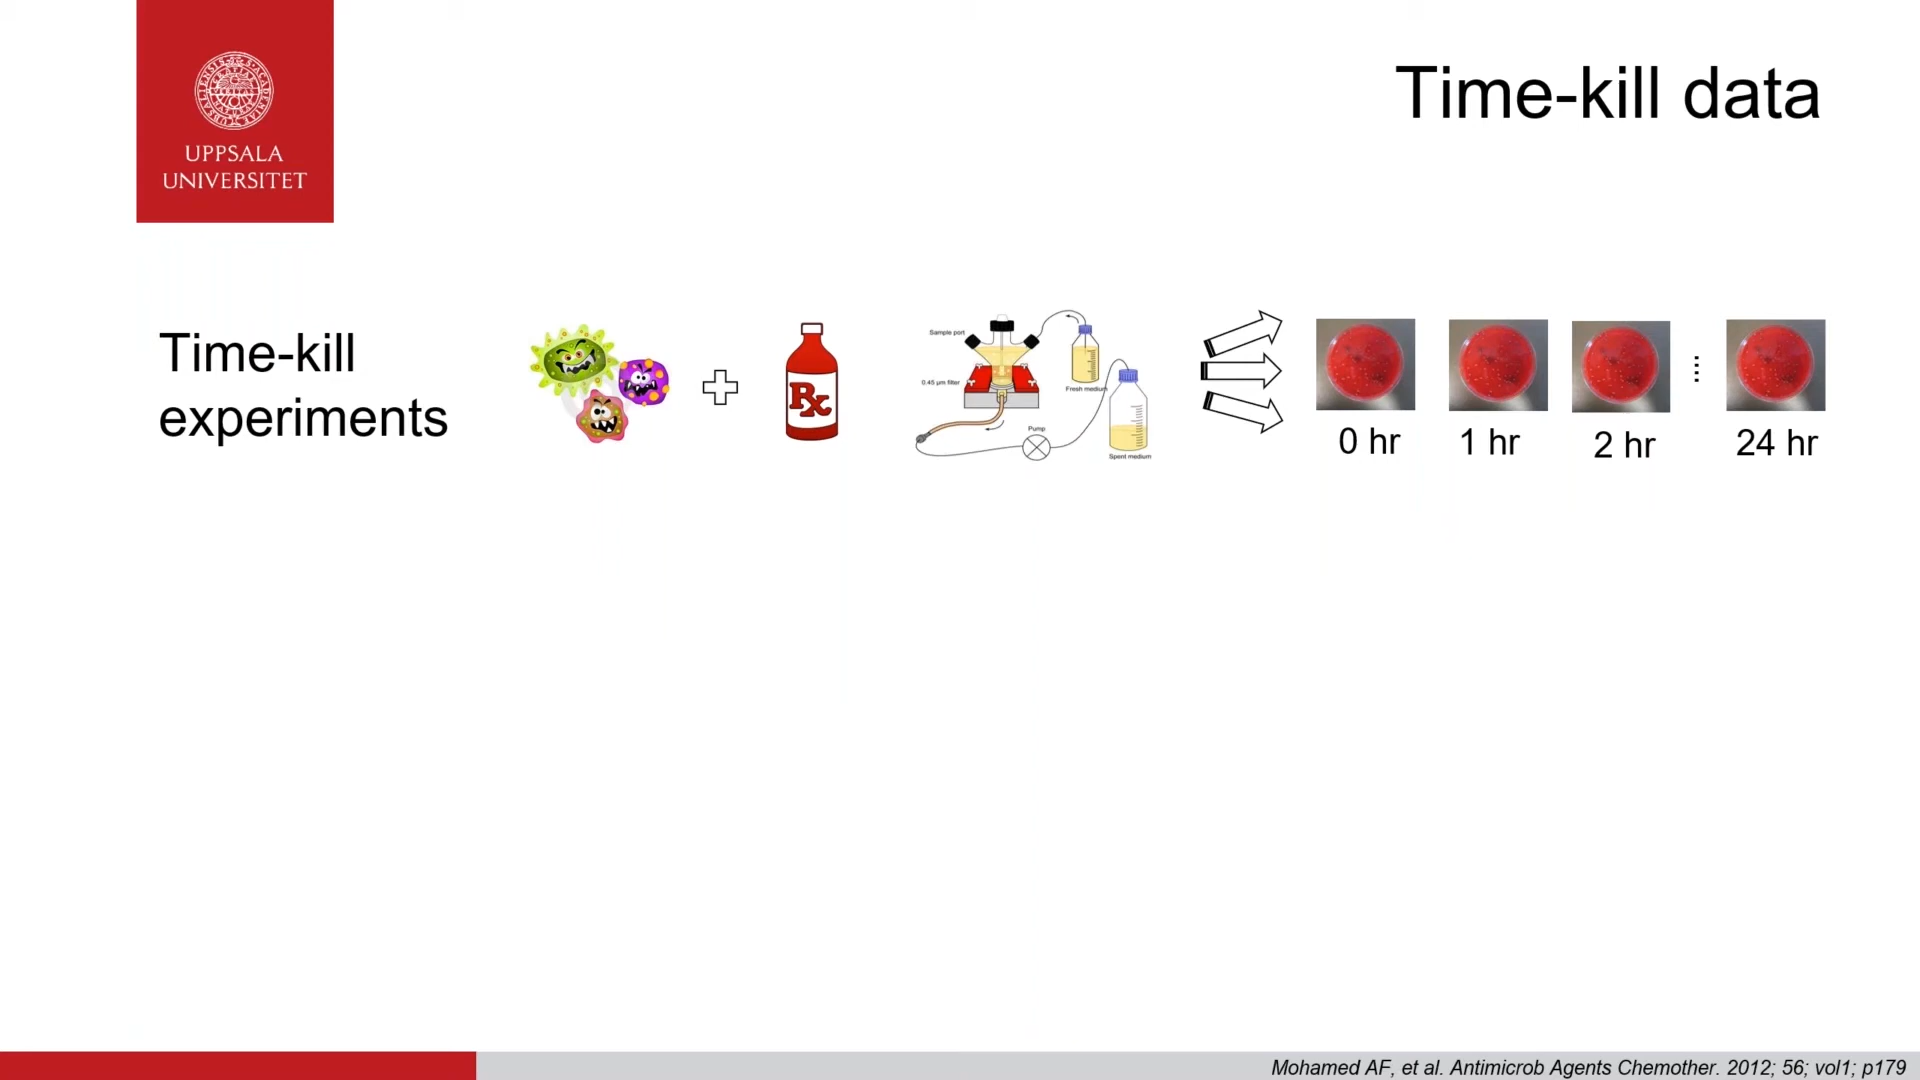 UPPSALA
UNIVERSITET
Time-kill data
Time-kill
experiments
Rx
Sample port
0.45 µm filter
Fresh medium
Pump
Spent medium
0 hr
1 hr
2 hr
24 hr
Mohamed AF, et al. Antimicrob Agents Chemother. 2012; 56; vol1; p179